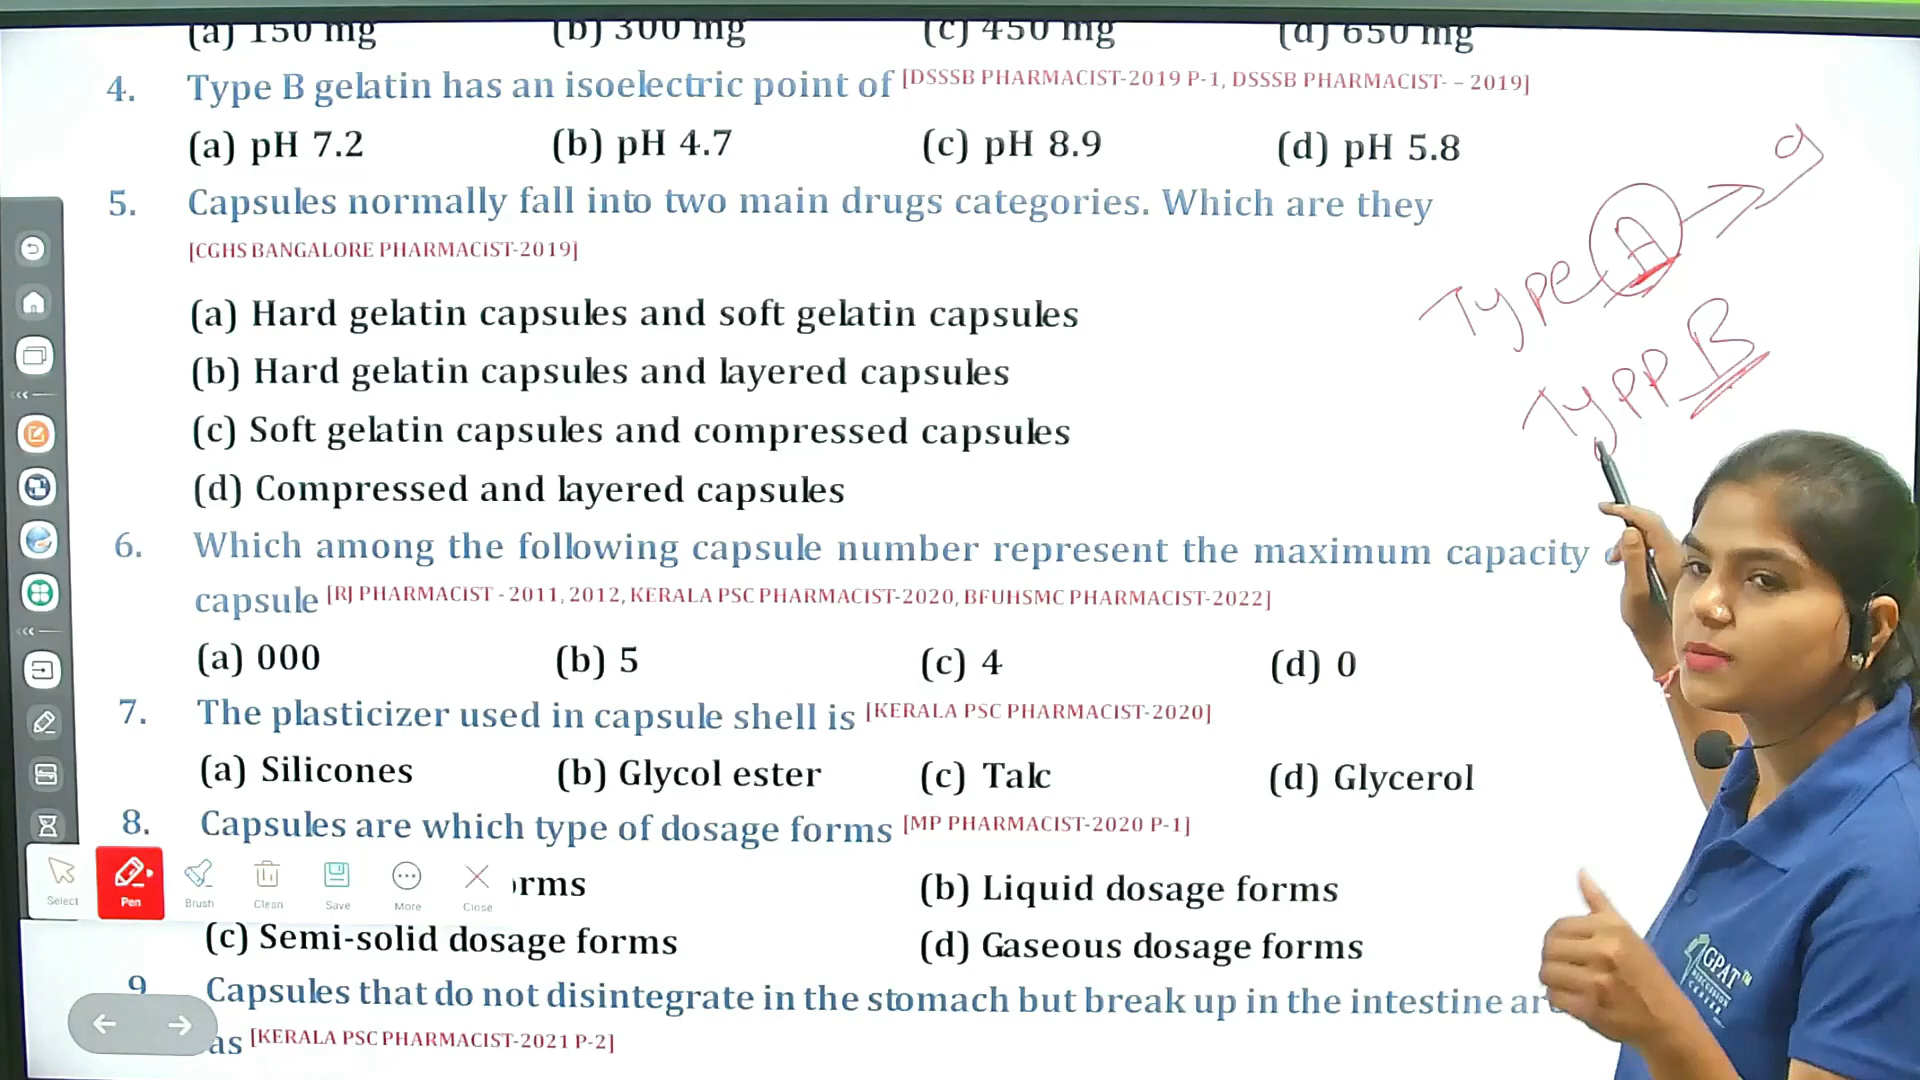 (a) 150 mg (b) 300 mg (c) 450 mg (d) 650 mg
4. Type B gelatin has an isoelectric point of [DSSSB PHARMACIST-2019 P-1, DSSSB PHARMACIST- – 2019]
(a) pH 7.2 (b) pH 4.7 (c) pH 8.9 (d) pH 5.8
5. Capsules normally fall into two main drugs categories. Which are they
[CGHS BANGALORE PHARMACIST-2019]
(a) Hard gelatin capsules and soft gelatin capsules
(b) Hard gelatin capsules and layered capsules
(c) Soft gelatin capsules and compressed capsules
(d) Compressed and layered capsules
Type A → 9
Typp B
6. Which among the following capsule number represent the maximum capacity
capsule [RJ PHARMACIST - 2011, 2012, KERALA PSC PHARMACIST-2020, BFUHSMC PHARMACIST-2022]
(a) 000 (b) 5 (c) 4 (d) 0
7. The plasticizer used in capsule shell is [KERALA PSC PHARMACIST-2020]
(a) Silicones (b) Glycol ester (c) Talc (d) Glycerol
8. Capsules are which type of dosage forms [MP PHARMACIST-2020 P-1]
orms (b) Liquid dosage forms
Select Pen Brush Clean Save More Close
(c) Semi-solid dosage forms (d) Gaseous dosage forms
9 Capsules that do not disintegrate in the stomach but break up in the intestine ar
as [KERALA PSC PHARMACIST-2021 P-2]
GPAT™
DISCUSSION
CENTER